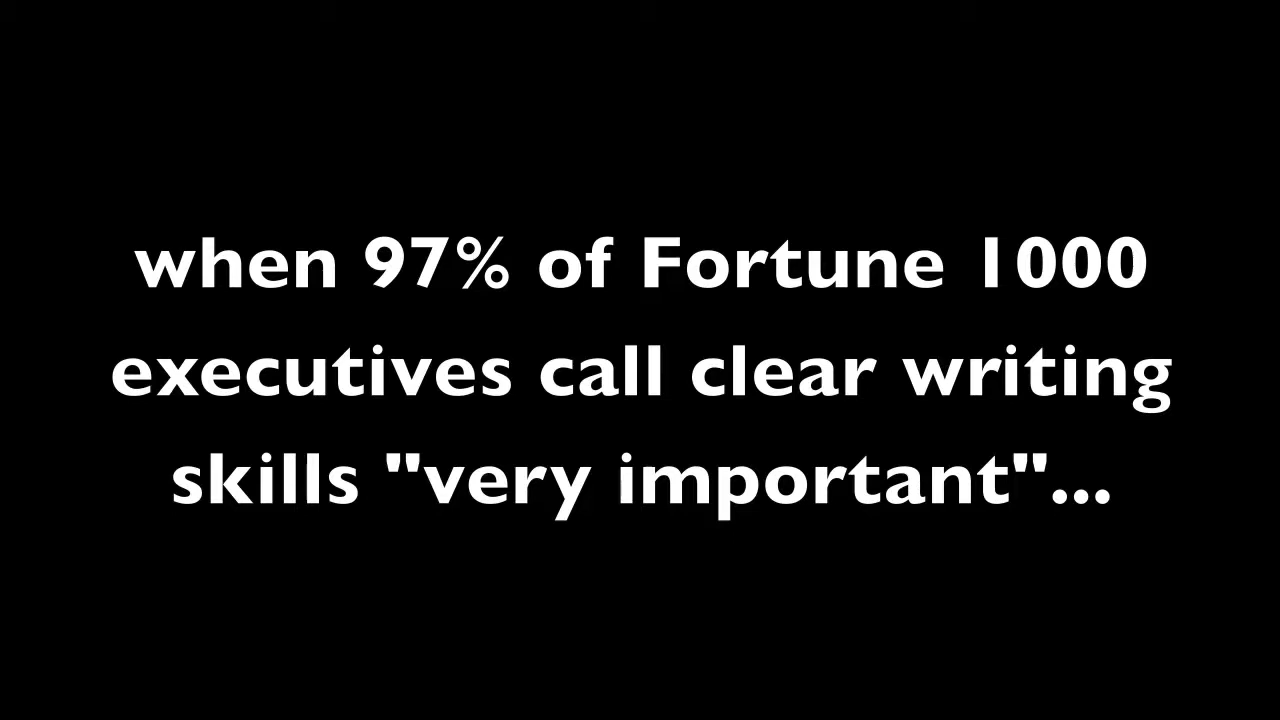 when 97% of Fortune 1000
executives call clear writing
skills "very important"...